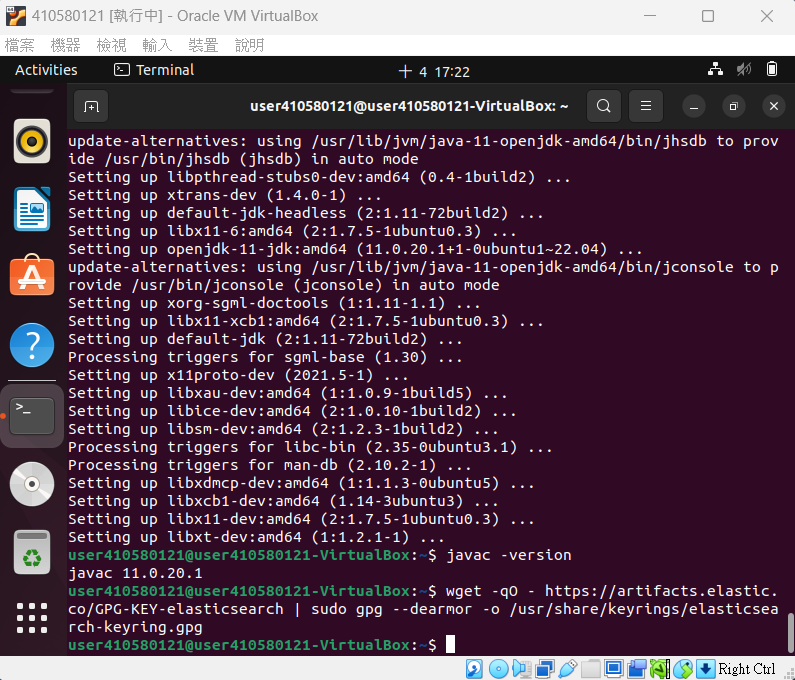 410580121 [執行中] - Oracle VM VirtualBox
檔案 機器 檢視 輸入 裝置 說明
Activities Terminal 十 4 17:22
user410580121@user410580121-VirtualBox: ~
update-alternatives: using /usr/lib/jvm/java-11-openjdk-amd64/bin/jhsdb to prov
ide /usr/bin/jhsdb (jhsdb) in auto mode
Setting up libpthread-stubs0-dev:amd64 (0.4-1build2) ...
Setting up xtrans-dev (1.4.0-1) ...
Setting up default-jdk-headless (2:1.11-72build2) ...
Setting up libx11-6:amd64 (2:1.7.5-1ubuntu0.3) ...
Setting up openjdk-11-jdk:amd64 (11.0.20.1+1-0ubuntu1~22.04) ...
update-alternatives: using /usr/lib/jvm/java-11-openjdk-amd64/bin/jconsole to p
rovide /usr/bin/jconsole (jconsole) in auto mode
Setting up xorg-sgml-doctools (1:1.11-1.1) ...
Setting up libx11-xcb1:amd64 (2:1.7.5-1ubuntu0.3) ...
Setting up default-jdk (2:1.11-72build2) ...
Processing triggers for sgml-base (1.30) ...
Setting up x11proto-dev (2021.5-1) ...
Setting up libxau-dev:amd64 (1:1.0.9-1build5) ...
Setting up libice-dev:amd64 (2:1.0.10-1build2) ...
Setting up libsm-dev:amd64 (2:1.2.3-1build2) ...
Processing triggers for libc-bin (2.35-0ubuntu3.1) ...
Processing triggers for man-db (2.10.2-1) ...
Setting up libxdmcp-dev:amd64 (1:1.1.3-0ubuntu5) ...
Setting up libxcb1-dev:amd64 (1.14-3ubuntu3) ...
Setting up libx11-dev:amd64 (2:1.7.5-1ubuntu0.3) ...
Setting up libxt-dev:amd64 (1:1.2.1-1) ...
user410580121@user410580121-VirtualBox:~$ javac -version
javac 11.0.20.1
user410580121@user410580121-VirtualBox:~$ wget -qO - https://artifacts.elastic.
co/GPG-KEY-elasticsearch | sudo gpg --dearmor -o /usr/share/keyrings/elasticsea
rch-keyring.gpg
user410580121@user410580121-VirtualBox:~$
Right Ctrl